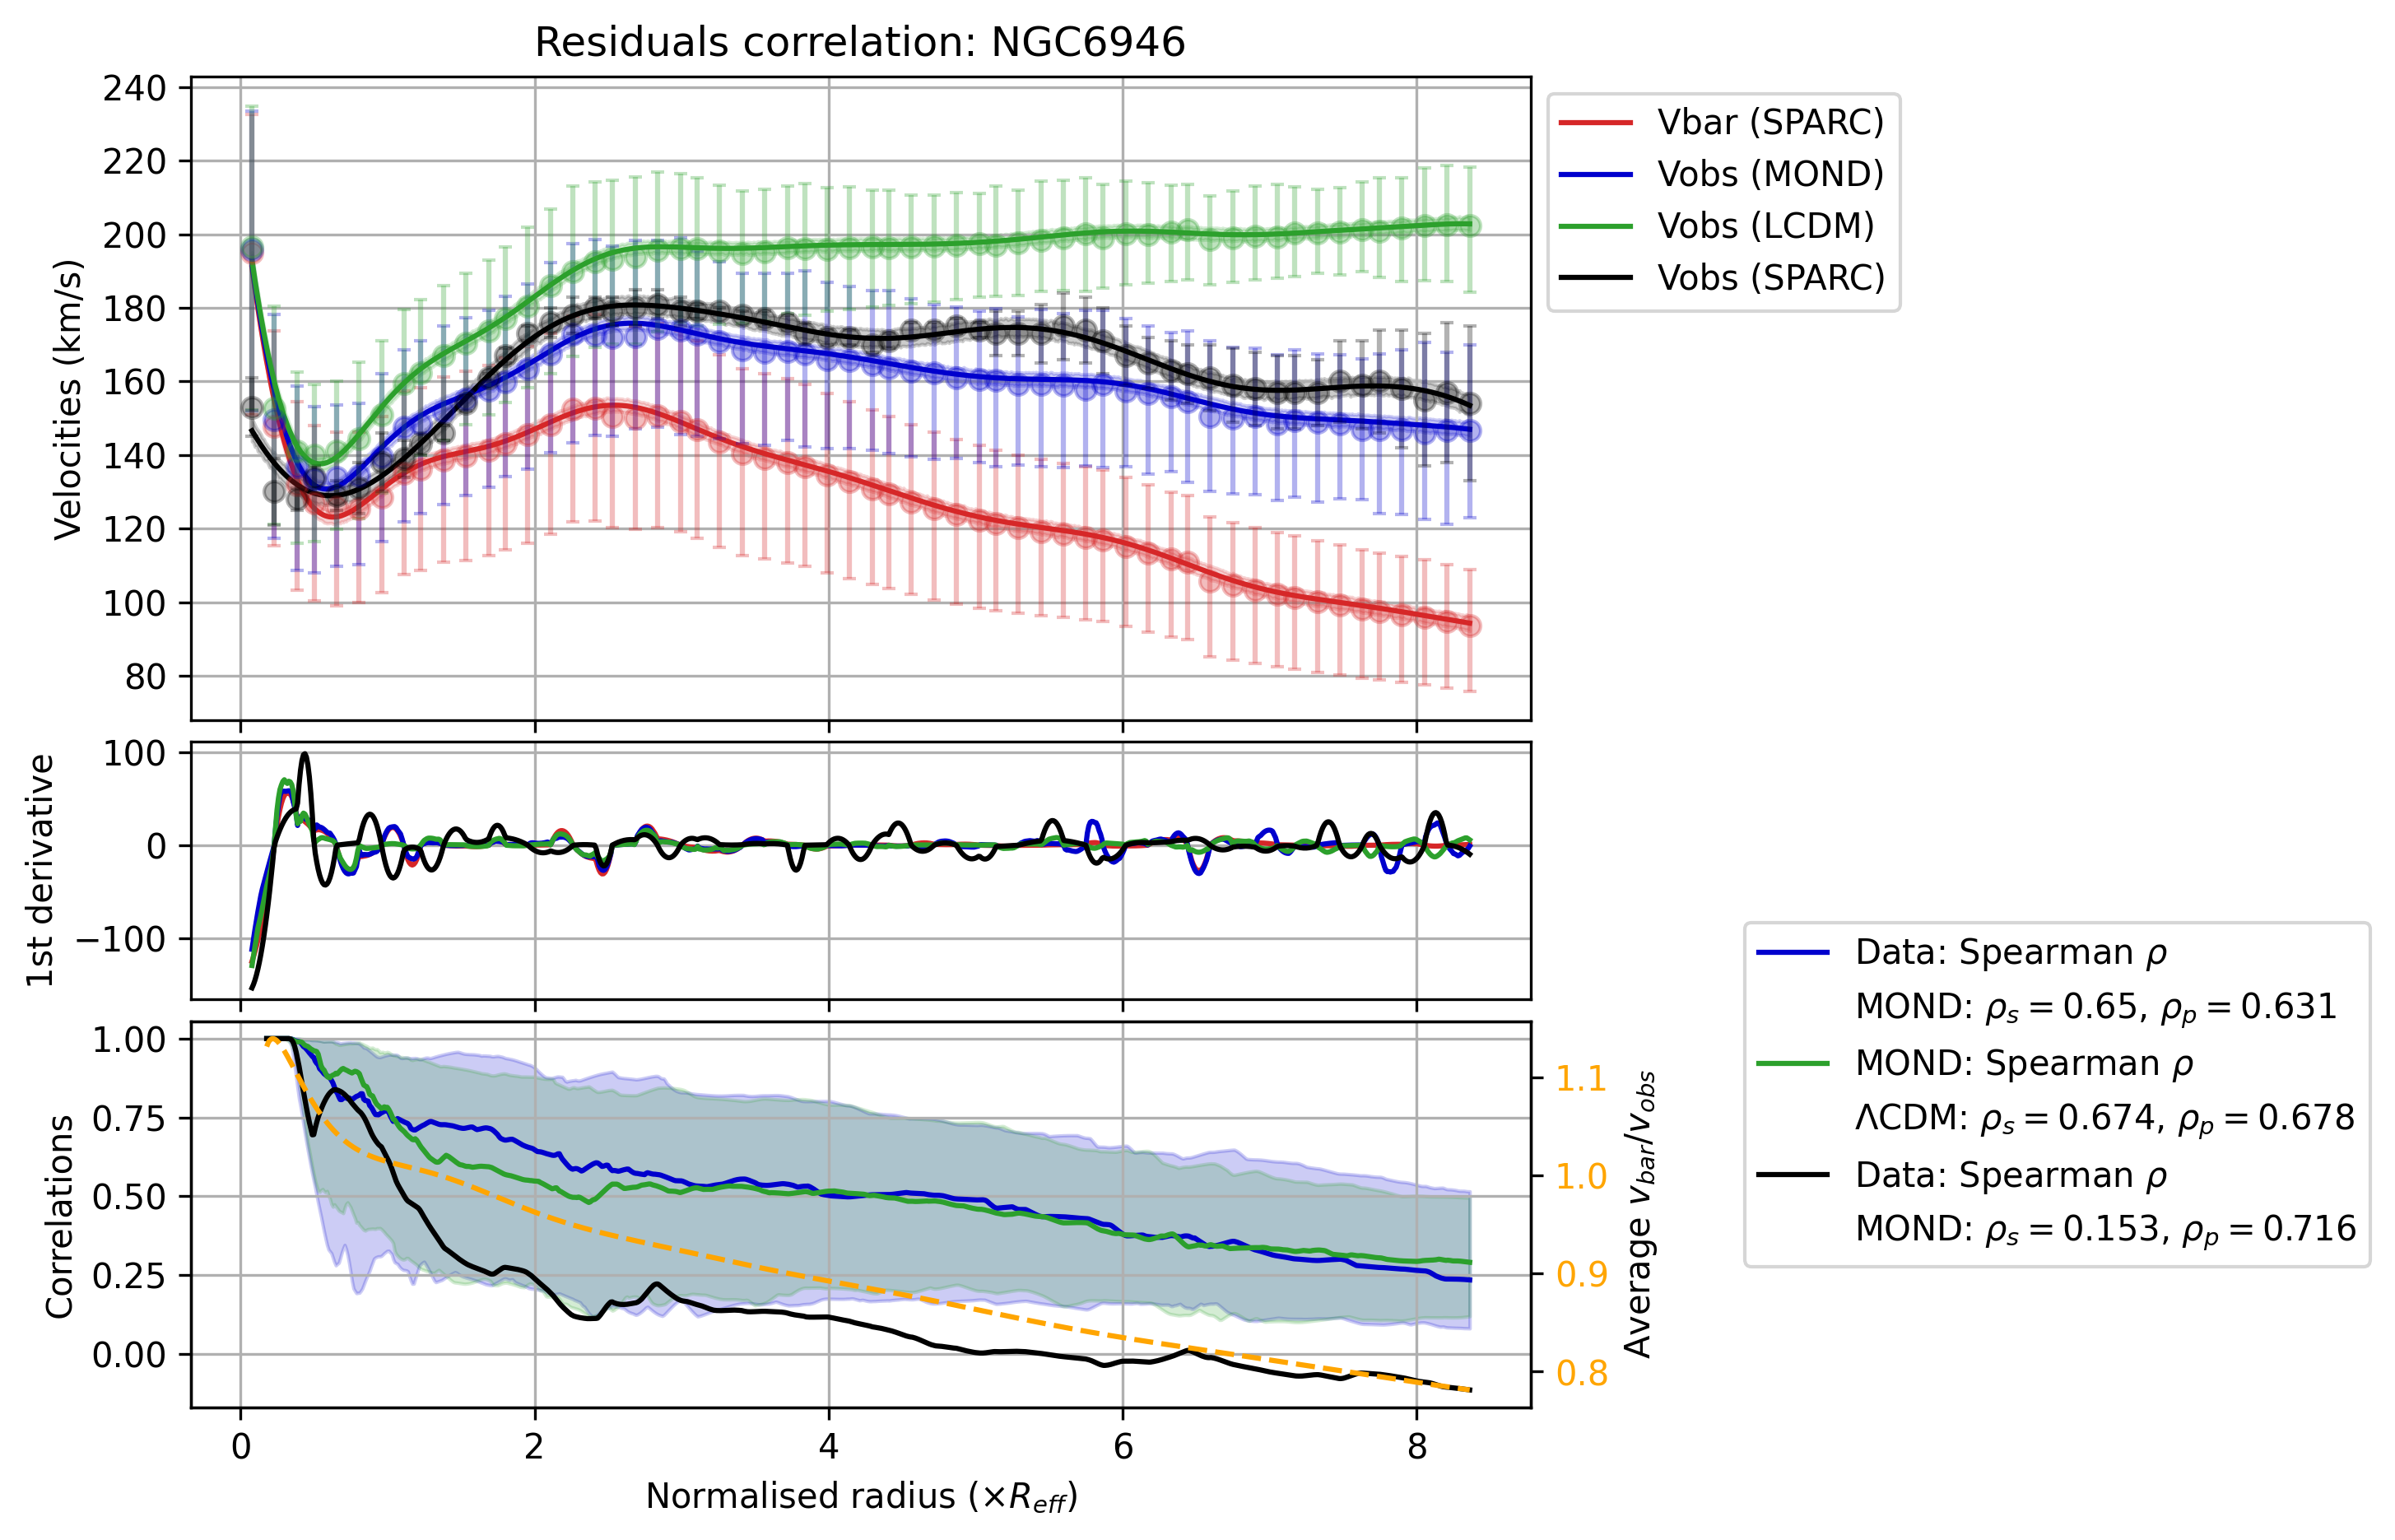 Residuals correlation: NGC6946
240
220
200
180
160
140
120
100
80
Velocities (km/s)
Vbar (SPARC)
Vobs (MOND)
Vobs (LCDM)
Vobs (SPARC)
100
0
−100
1st derivative
1.00
0.75
0.50
0.25
0.00
Correlations
1.1
1.0
0.9
0.8
Average v_bar/v_obs
Data: Spearman ρ
MOND: ρ_s = 0.65, ρ_p = 0.631
MOND: Spearman ρ
ΛCDM: ρ_s = 0.674, ρ_p = 0.678
Data: Spearman ρ
MOND: ρ_s = 0.153, ρ_p = 0.716
0 2 4 6 8
Normalised radius (×R_eff)